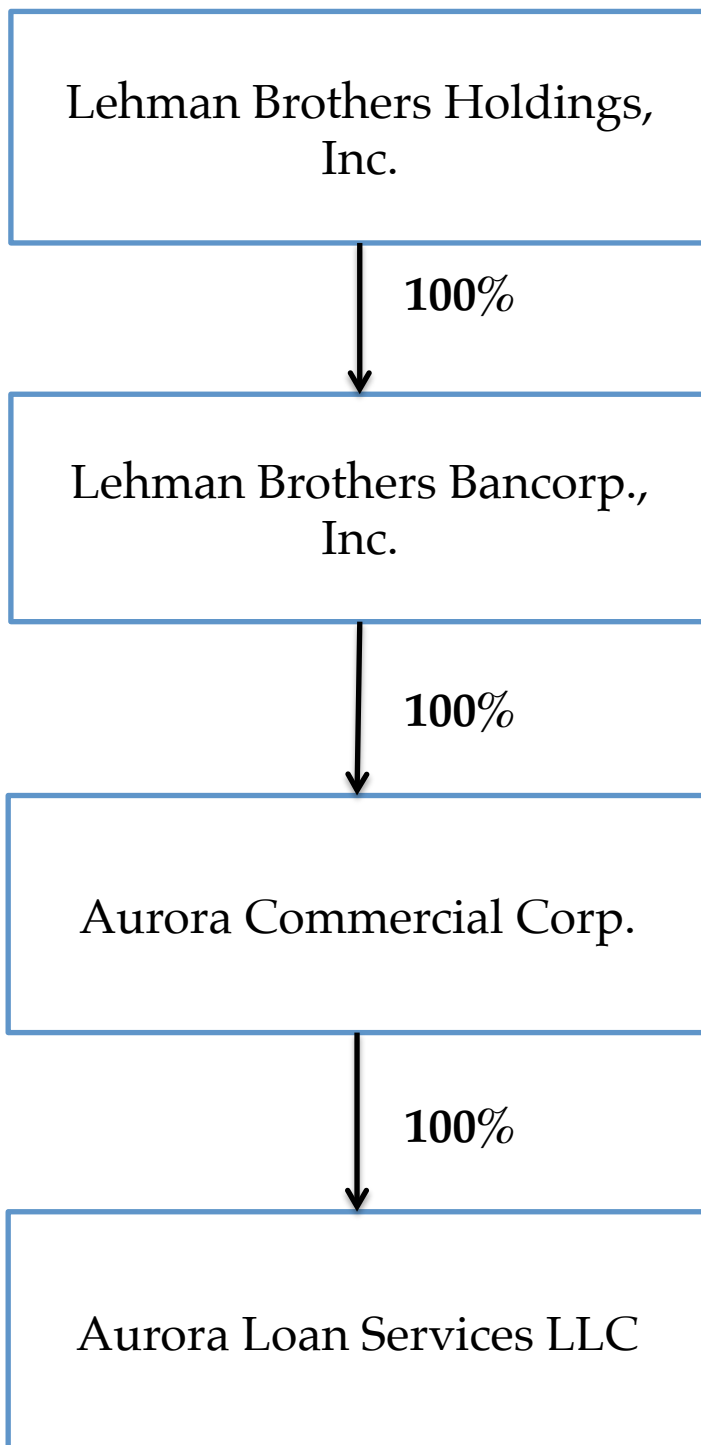 Lehman Brothers Holdings,
Inc.
100%
Lehman Brothers Bancorp.,
Inc.
100%
Aurora Commercial Corp.
100%
Aurora Loan Services LLC